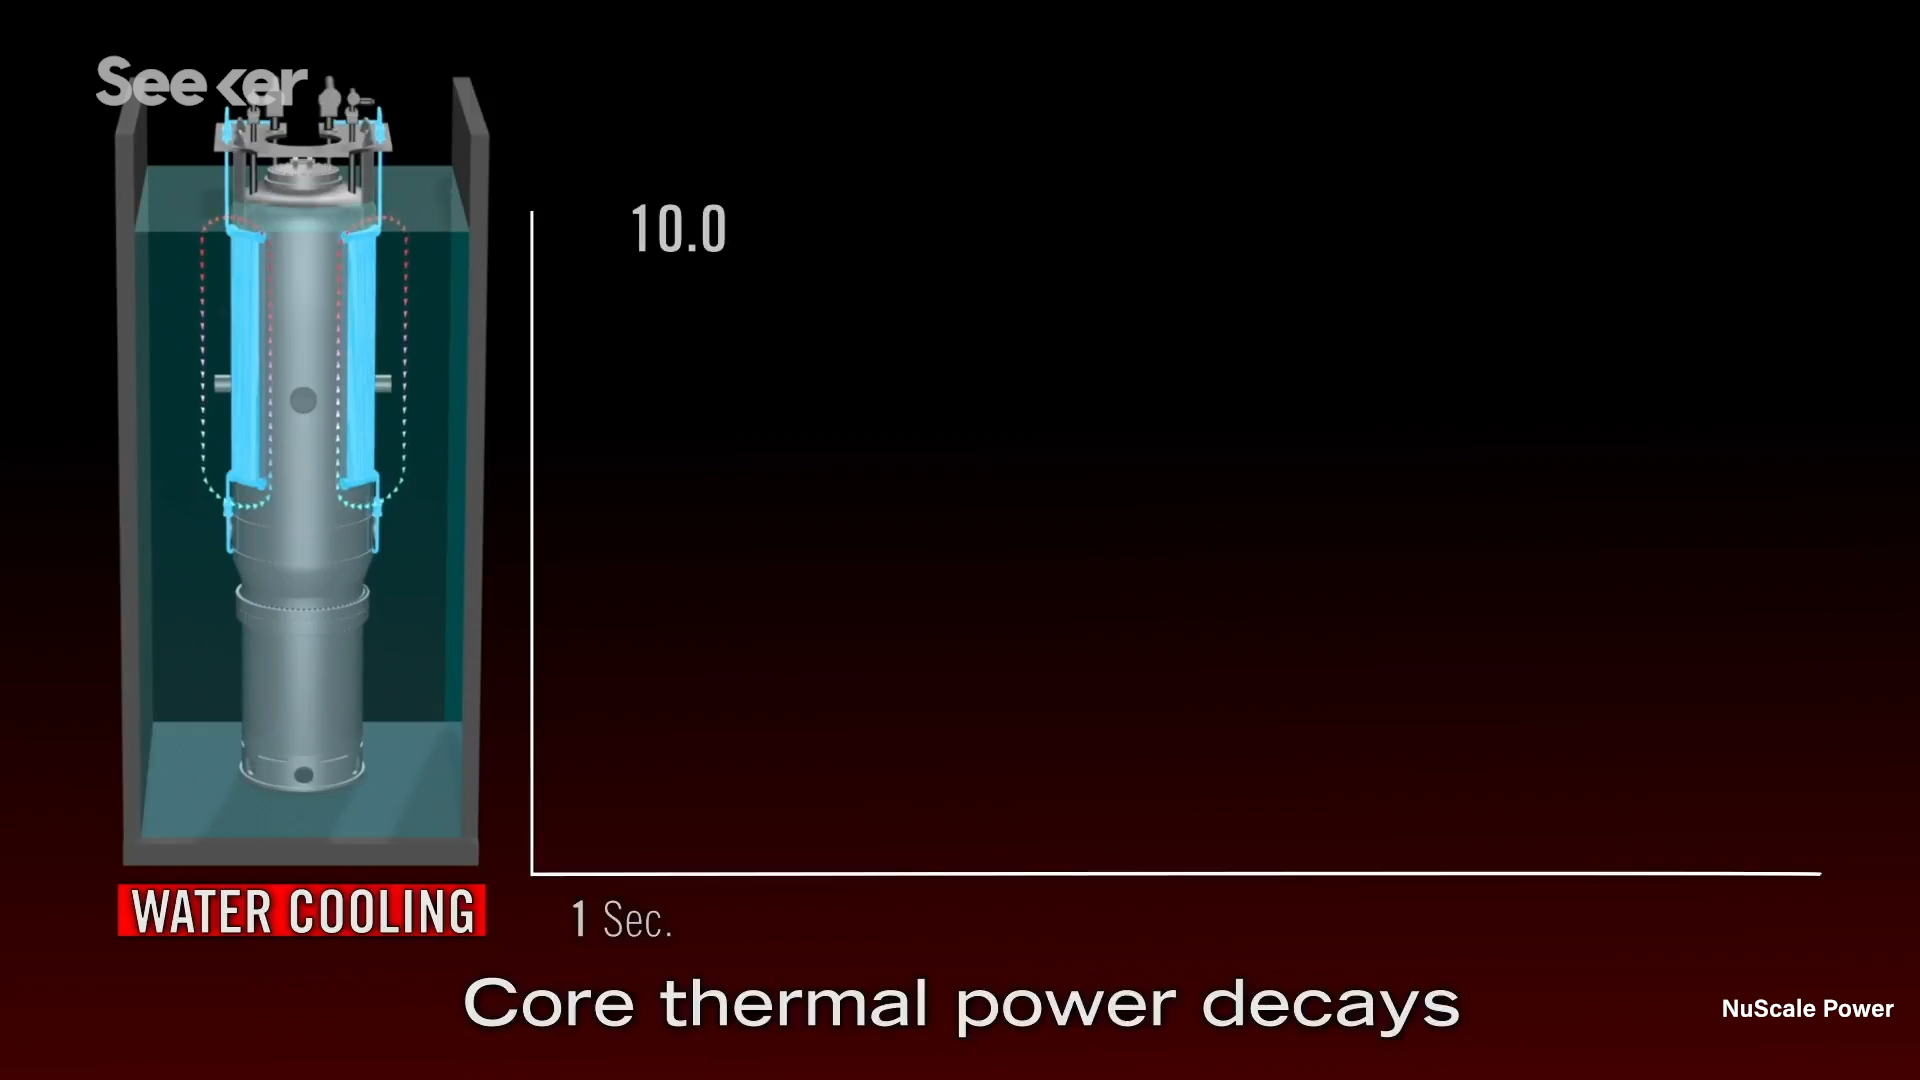 Seeker
10.0
WATER COOLING
1 Sec.
Core thermal power decays
NuScale Power